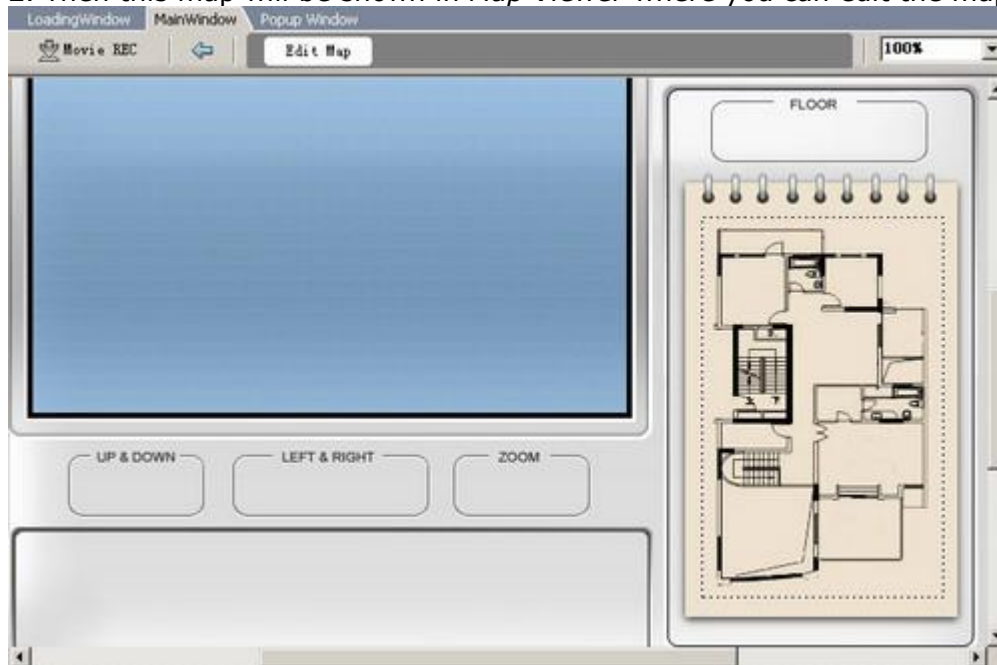 2. Then this map will be shown in Map Viewer where you can edit the map
LoadingWindow MainWindow Popup Window
Movie REC Edit Map 100%
FLOOR
UP & DOWN LEFT & RIGHT ZOOM